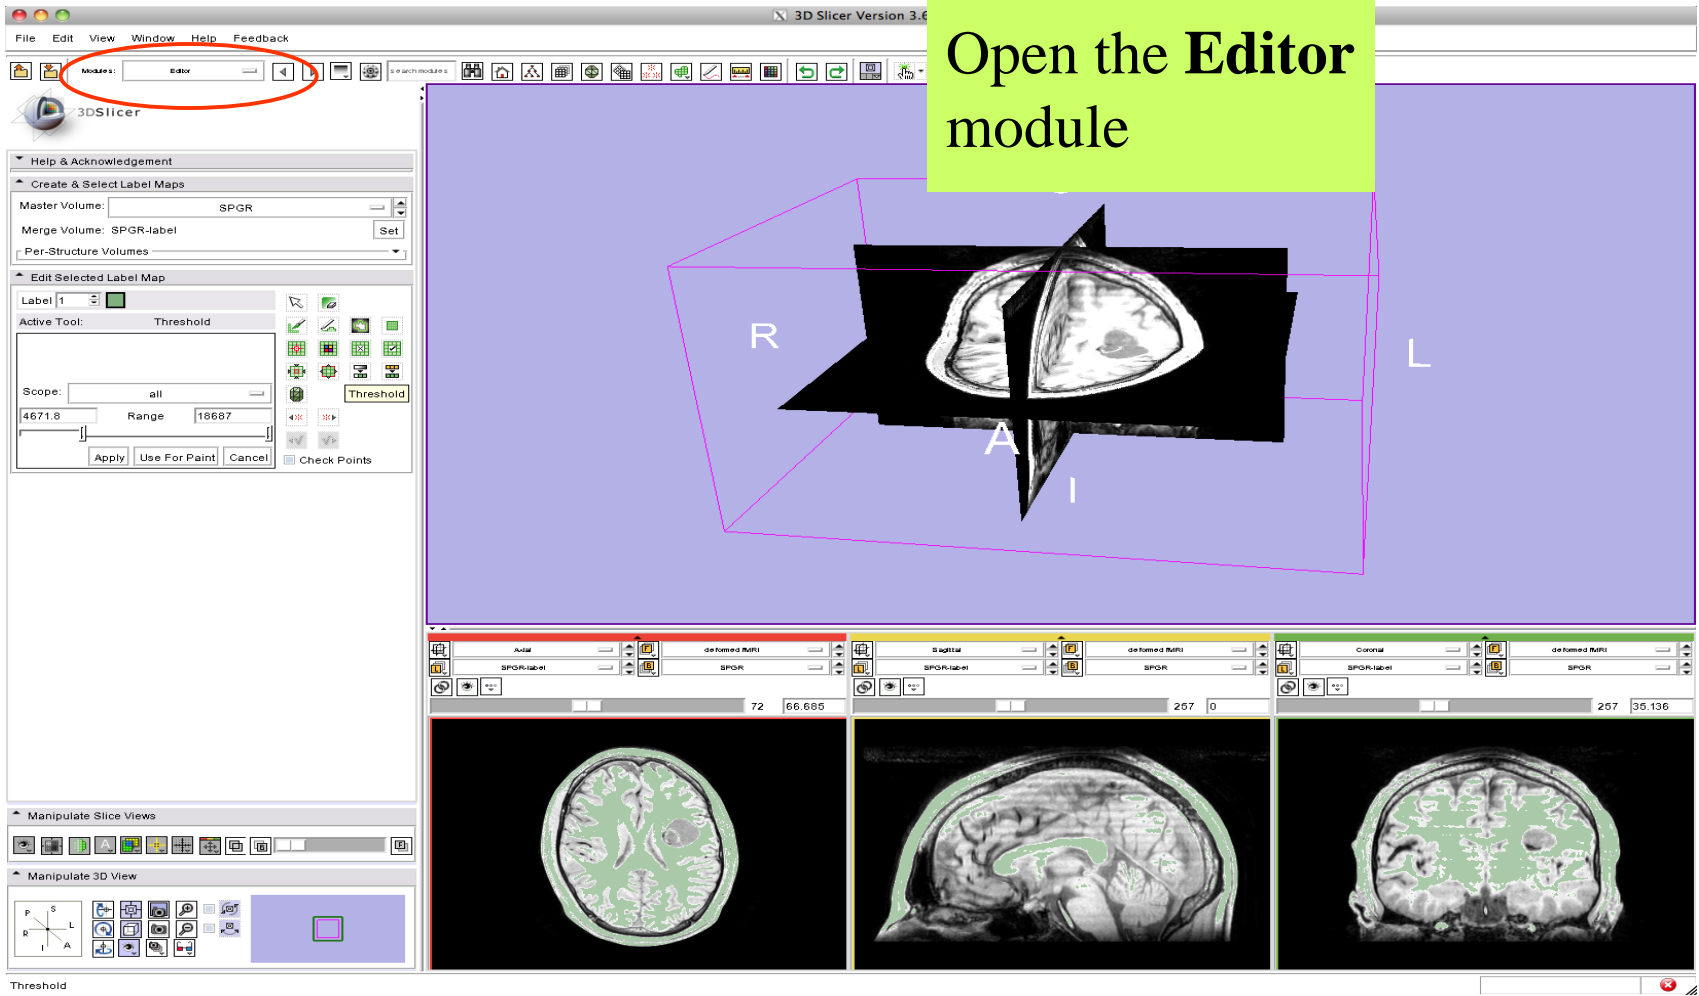 3D Slicer Version 3.6
File Edit View Window Help Feedback
Open the Editor
module
Modules: Editor
search modules
3DSlicer
Help & Acknowledgement
Create & Select Label Maps
Master Volume: SPGR
Merge Volume: SPGR-label Set
Per-Structure Volumes
Edit Selected Label Map
Label 1
Active Tool: Threshold
Scope: all
Threshold
4671.8 Range 18687
Apply Use For Paint Cancel
Check Points
R
L
A
I
Axial deformed fMRI
SPGR-label SPGR
72 66.685
Sagittal deformed fMRI
SPGR-label SPGR
257 0
Coronal deformed fMRI
SPGR-label SPGR
257 35.136
Manipulate Slice Views
Manipulate 3D View
P S
R L
I A
Threshold